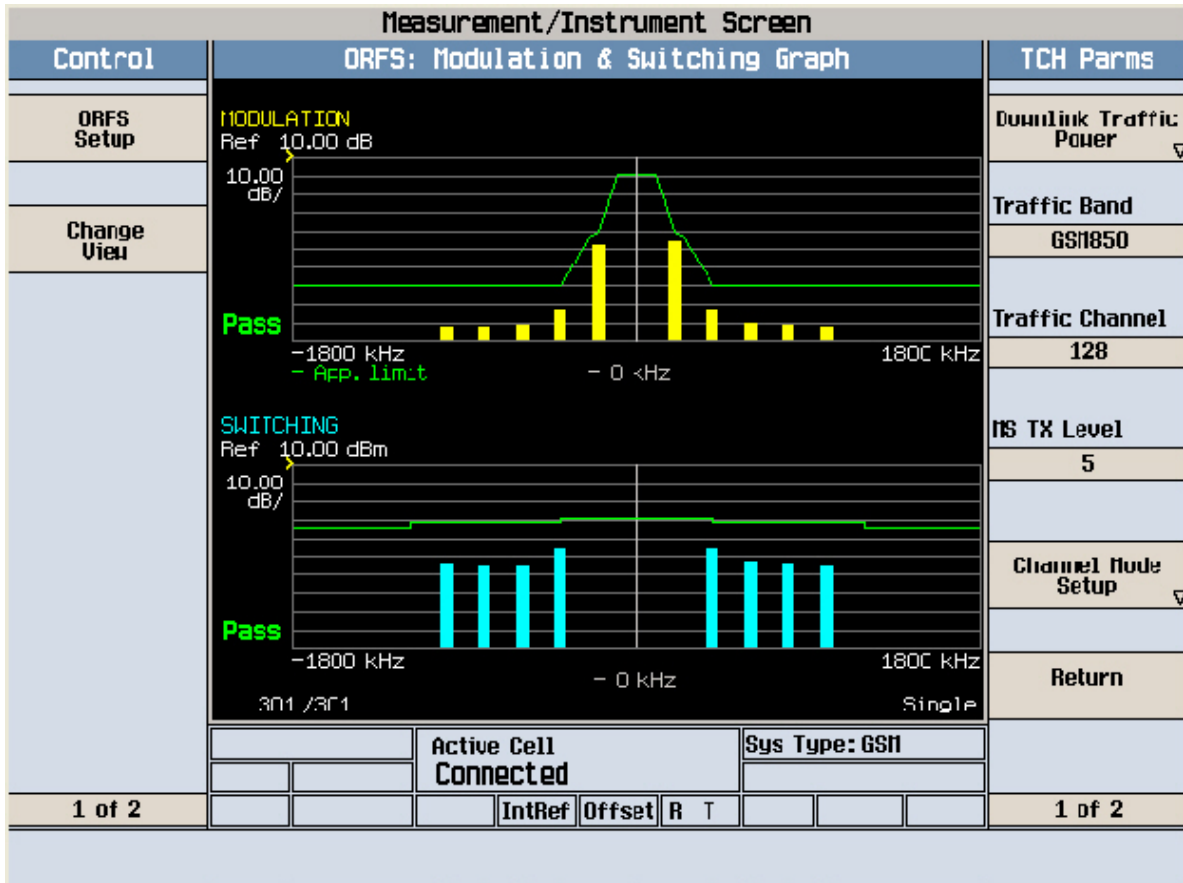 Measurement/Instrument Screen
Control
ORFS: Modulation & Switching Graph
TCH Parms
ORFS
Setup
Change
View
1 of 2
MODULATION
Ref 10.00 dB
10.00
dB/
Pass
-1800 kHz
1800 kHz
- App. limit
- 0 kHz
SWITCHING
Ref 10.00 dBm
10.00
dB/
Pass
-1800 kHz
1800 kHz
- 0 kHz
301/301
Single
Active Cell
Connected
Sys Type: GSM
IntRef
Offset
R T
Downlink Traffic
Power
Traffic Band
GSM850
Traffic Channel
128
MS TX Level
5
Channel Mode
Setup
Return
1 of 2